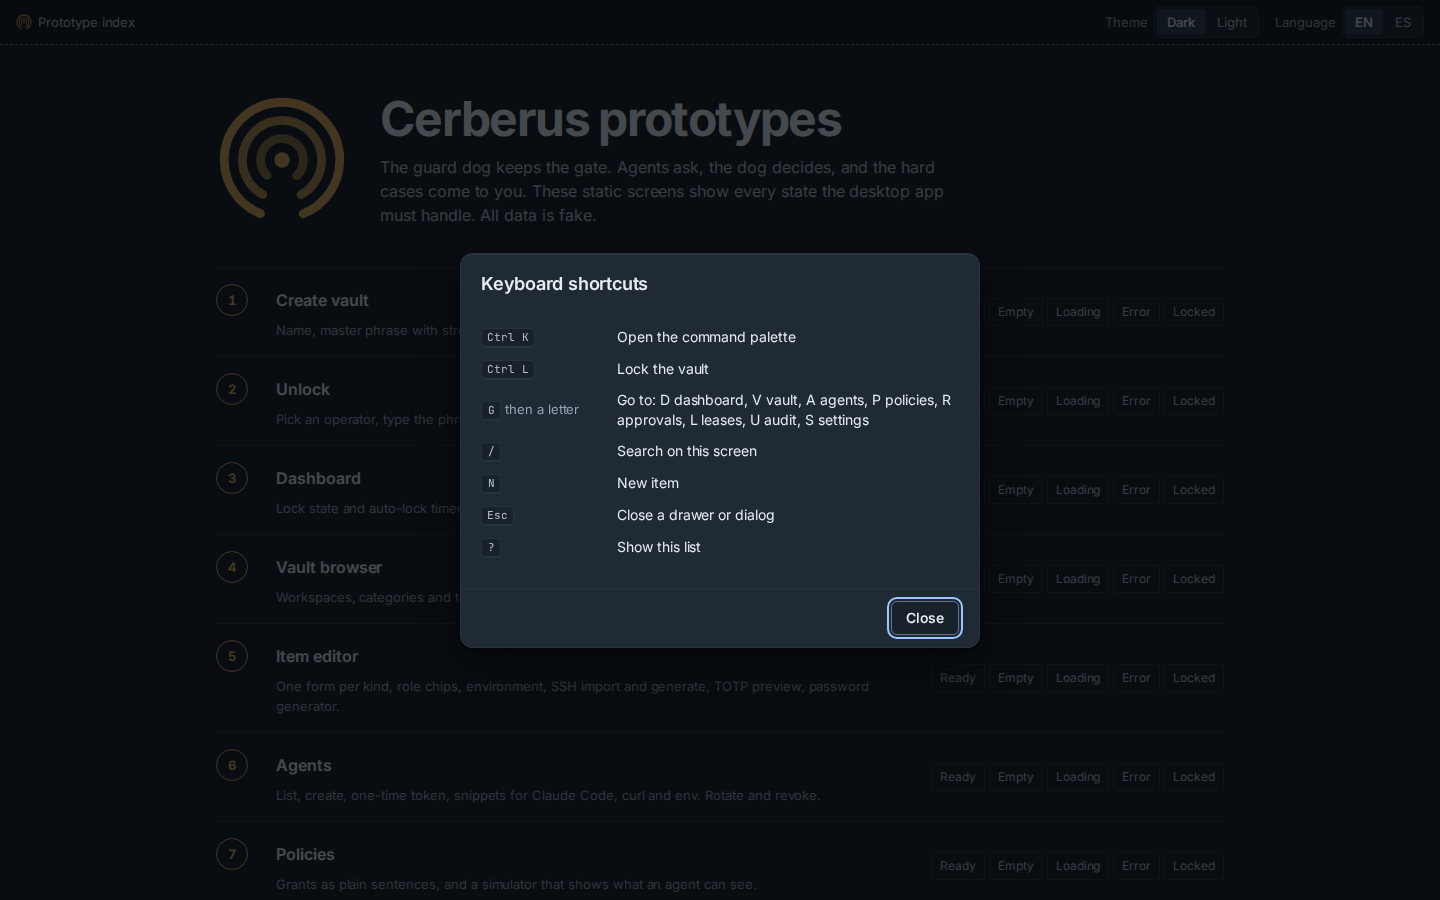 Prototype index
Theme Dark Light Language EN ES
Cerberus prototypes
The guard dog keeps the gate. Agents ask, the dog decides, and the hard
cases come to you. These static screens show every state the desktop app
must handle. All data is fake.
Keyboard shortcuts
Ctrl K Open the command palette
Ctrl L Lock the vault
G then a letter Go to: D dashboard, V vault, A agents, P policies, R
approvals, L leases, U audit, S settings
/ Search on this screen
N New item
Esc Close a drawer or dialog
? Show this list
Close
1 Create vault
Name, master phrase with
Empty Loading Error Locked
2 Unlock
Pick an operator, type the
Empty Loading Error Locked
3 Dashboard
Lock state and auto-lock
Empty Loading Error Locked
4 Vault browser
Workspaces, categories and
Empty Loading Error Locked
5 Item editor
One form per kind, role chips, environment, SSH import and generate, TOTP preview, password
generator.
Ready Empty Loading Error Locked
6 Agents
List, create, one-time token, snippets for Claude Code, curl and env. Rotate and revoke.
Ready Empty Loading Error Locked
7 Policies
Grants as plain sentences, and a simulator that shows what an agent can see.
Ready Empty Loading Error Locked